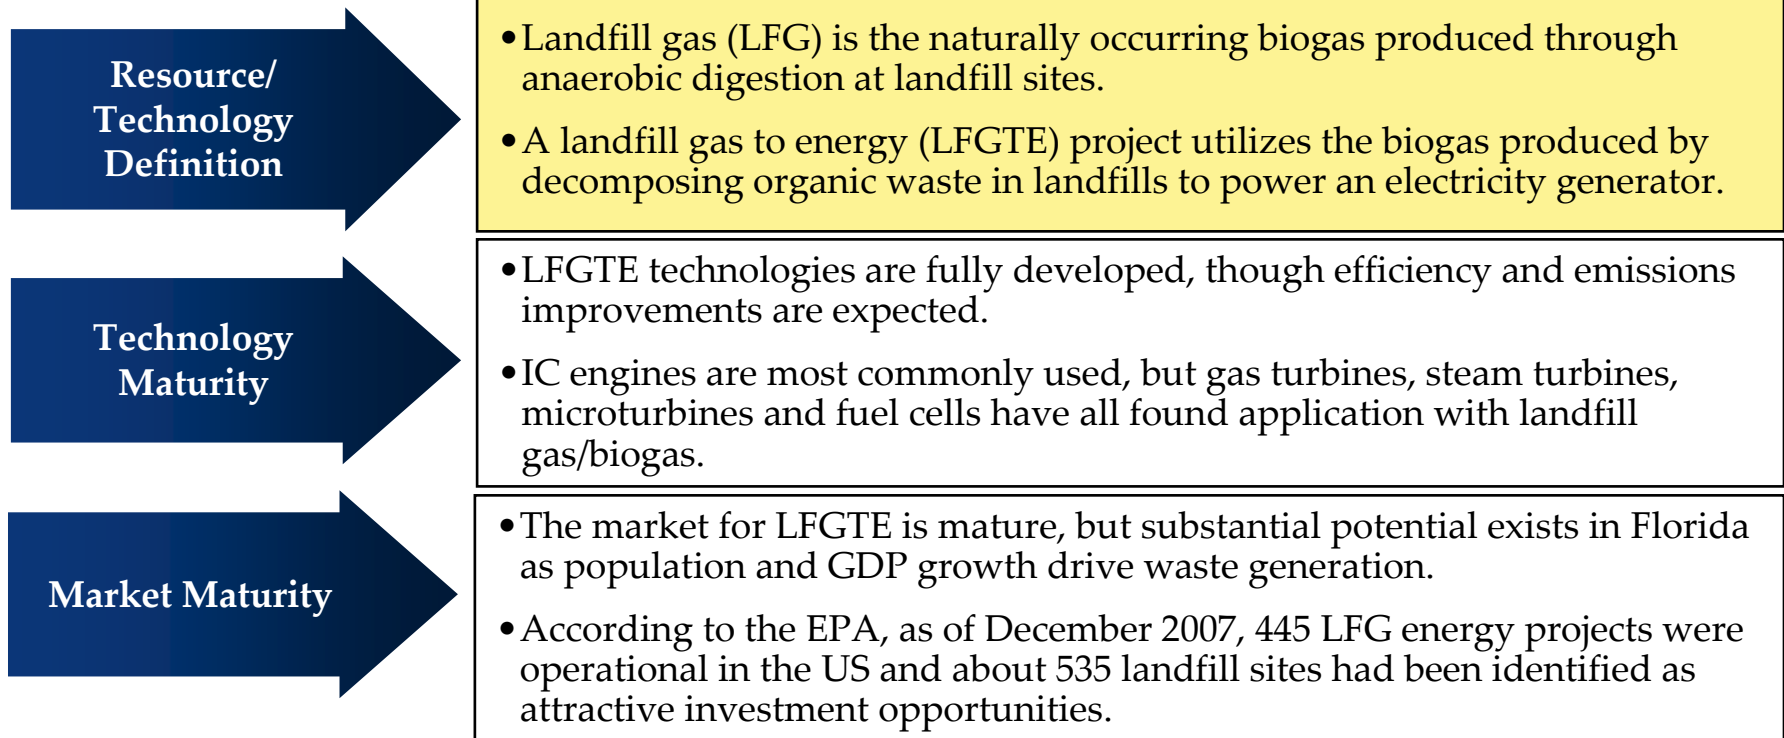 Resource/
Technology
Definition
•Landfill gas (LFG) is the naturally occurring biogas produced through
anaerobic digestion at landfill sites.
•A landfill gas to energy (LFGTE) project utilizes the biogas produced by
decomposing organic waste in landfills to power an electricity generator.
Technology
Maturity
•LFGTE technologies are fully developed, though efficiency and emissions
improvements are expected.
•IC engines are most commonly used, but gas turbines, steam turbines,
microturbines and fuel cells have all found application with landfill
gas/biogas.
Market Maturity
•The market for LFGTE is mature, but substantial potential exists in Florida
as population and GDP growth drive waste generation.
•According to the EPA, as of December 2007, 445 LFG energy projects were
operational in the US and about 535 landfill sites had been identified as
attractive investment opportunities.